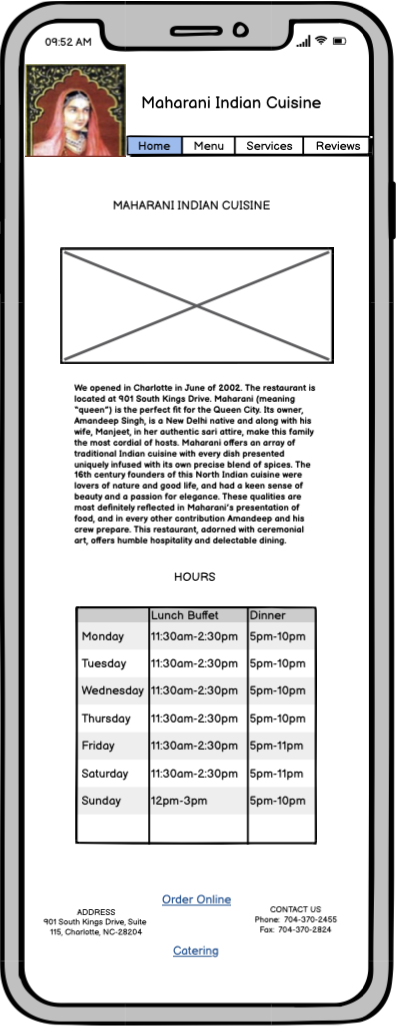 09:52 AM
Maharani Indian Cuisine
Home Menu Services Reviews
MAHARANI INDIAN CUISINE
We opened in Charlotte in June of 2002. The restaurant is
located at 901 South Kings Drive. Maharani (meaning
"queen") is the perfect fit for the Queen City. Its owner,
Amandeep Singh, is a New Delhi native and along with his
wife, Manjeet, in her authentic sari attire, make this family
the most cordial of hosts. Maharani offers an array of
traditional Indian cuisine with every dish presented
uniquely infused with its own precise blend of spices. The
16th century founders of this North Indian cuisine were
lovers of nature and good life, and had a keen sense of
beauty and a passion for elegance. These qualities are
most definitely reflected in Maharani's presentation of
food, and in every other contribution Amandeep and his
crew prepare. This restaurant, adorned with ceremonial
art, offers humble hospitality and delectable dining.
HOURS
Lunch Buffet Dinner
Monday 11:30am-2:30pm 5pm-10pm
Tuesday 11:30am-2:30pm 5pm-10pm
Wednesday 11:30am-2:30pm 5pm-10pm
Thursday 11:30am-2:30pm 5pm-10pm
Friday 11:30am-2:30pm 5pm-11pm
Saturday 11:30am-2:30pm 5pm-11pm
Sunday 12pm-3pm 5pm-10pm
ADDRESS
901 South Kings Drive, Suite
115, Charlotte, NC-28204
Order Online
Catering
CONTACT US
Phone: 704-370-2455
Fax: 704-370-2824